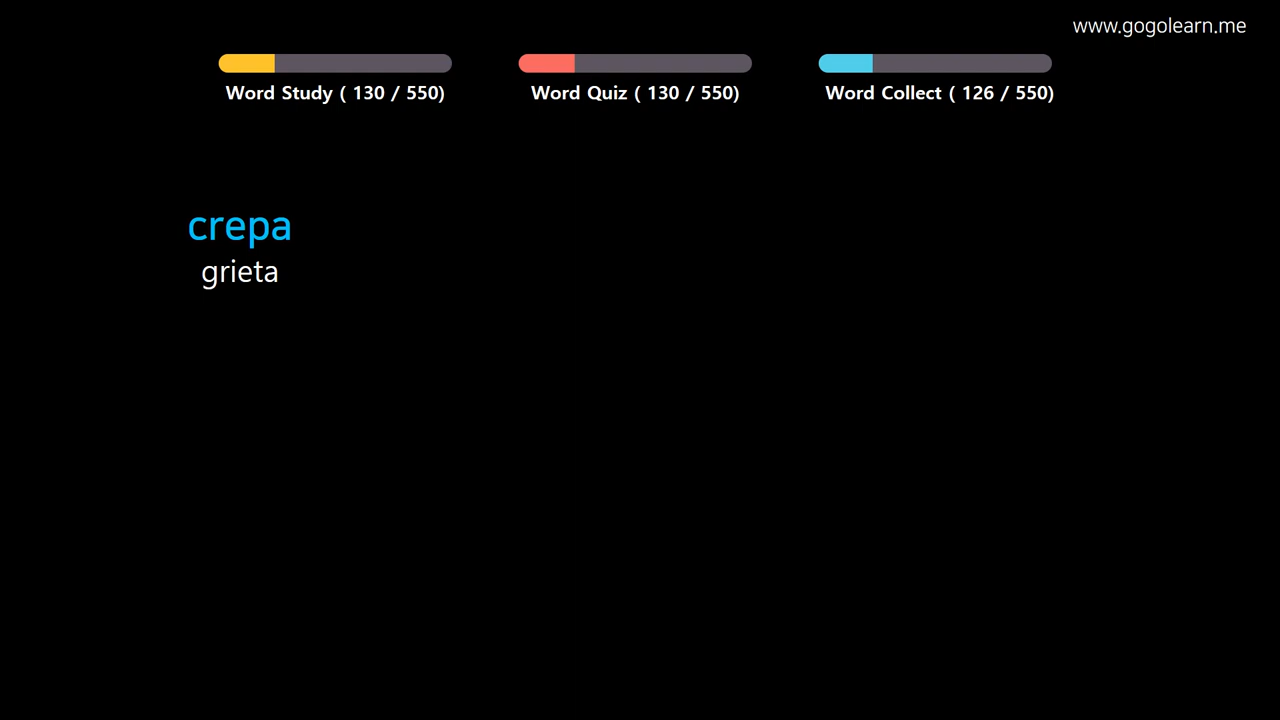 www.gogolearn.me
Word Study ( 130 / 550)
Word Quiz ( 130 / 550)
Word Collect ( 126 / 550)
crepa
grieta